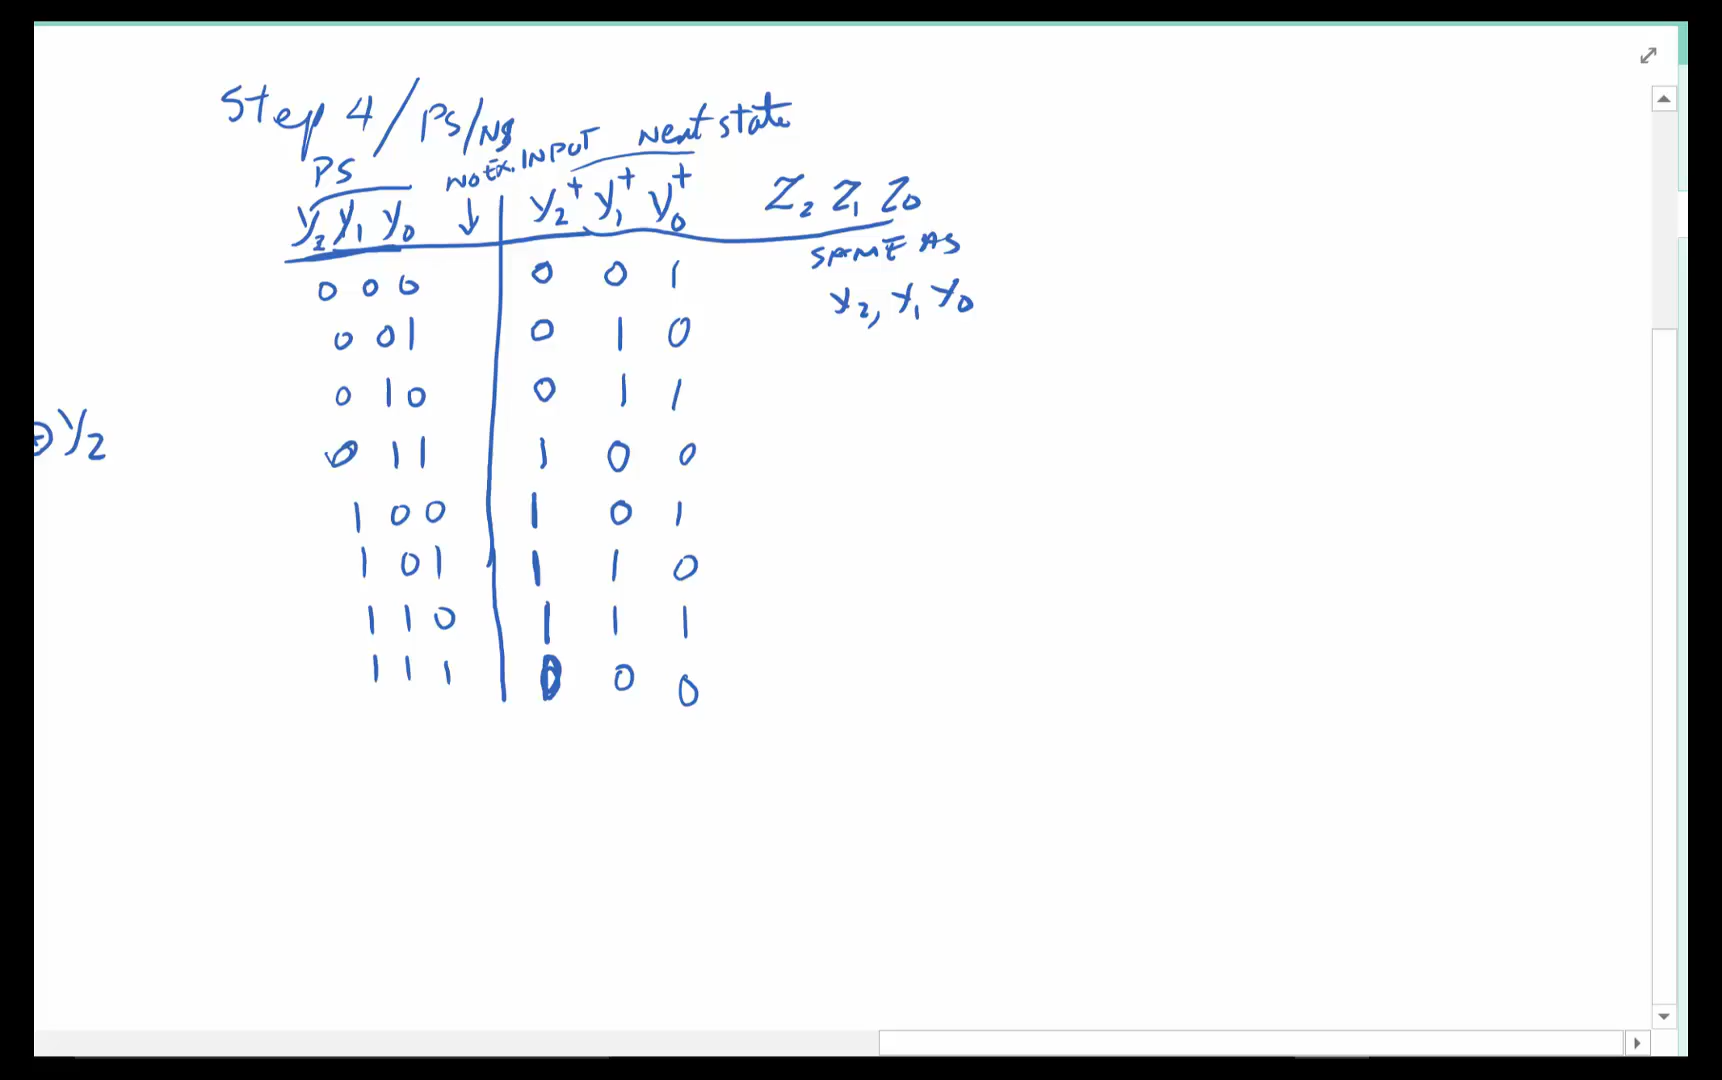 Step 4/PS/NS
NO EX. INPUT
Next state
PS
y2 y1 y0 ↓ y2+ y1+ y0+ Z2 Z1 Z0
SAME AS
y2, y1 y0
0 0 0 0 0 1
0 0 1 0 1 0
0 1 0 0 1 1
0 1 1 1 0 0
1 0 0 1 0 1
1 0 1 1 1 0
1 1 0 1 1 1
1 1 1 0 0 0
y2